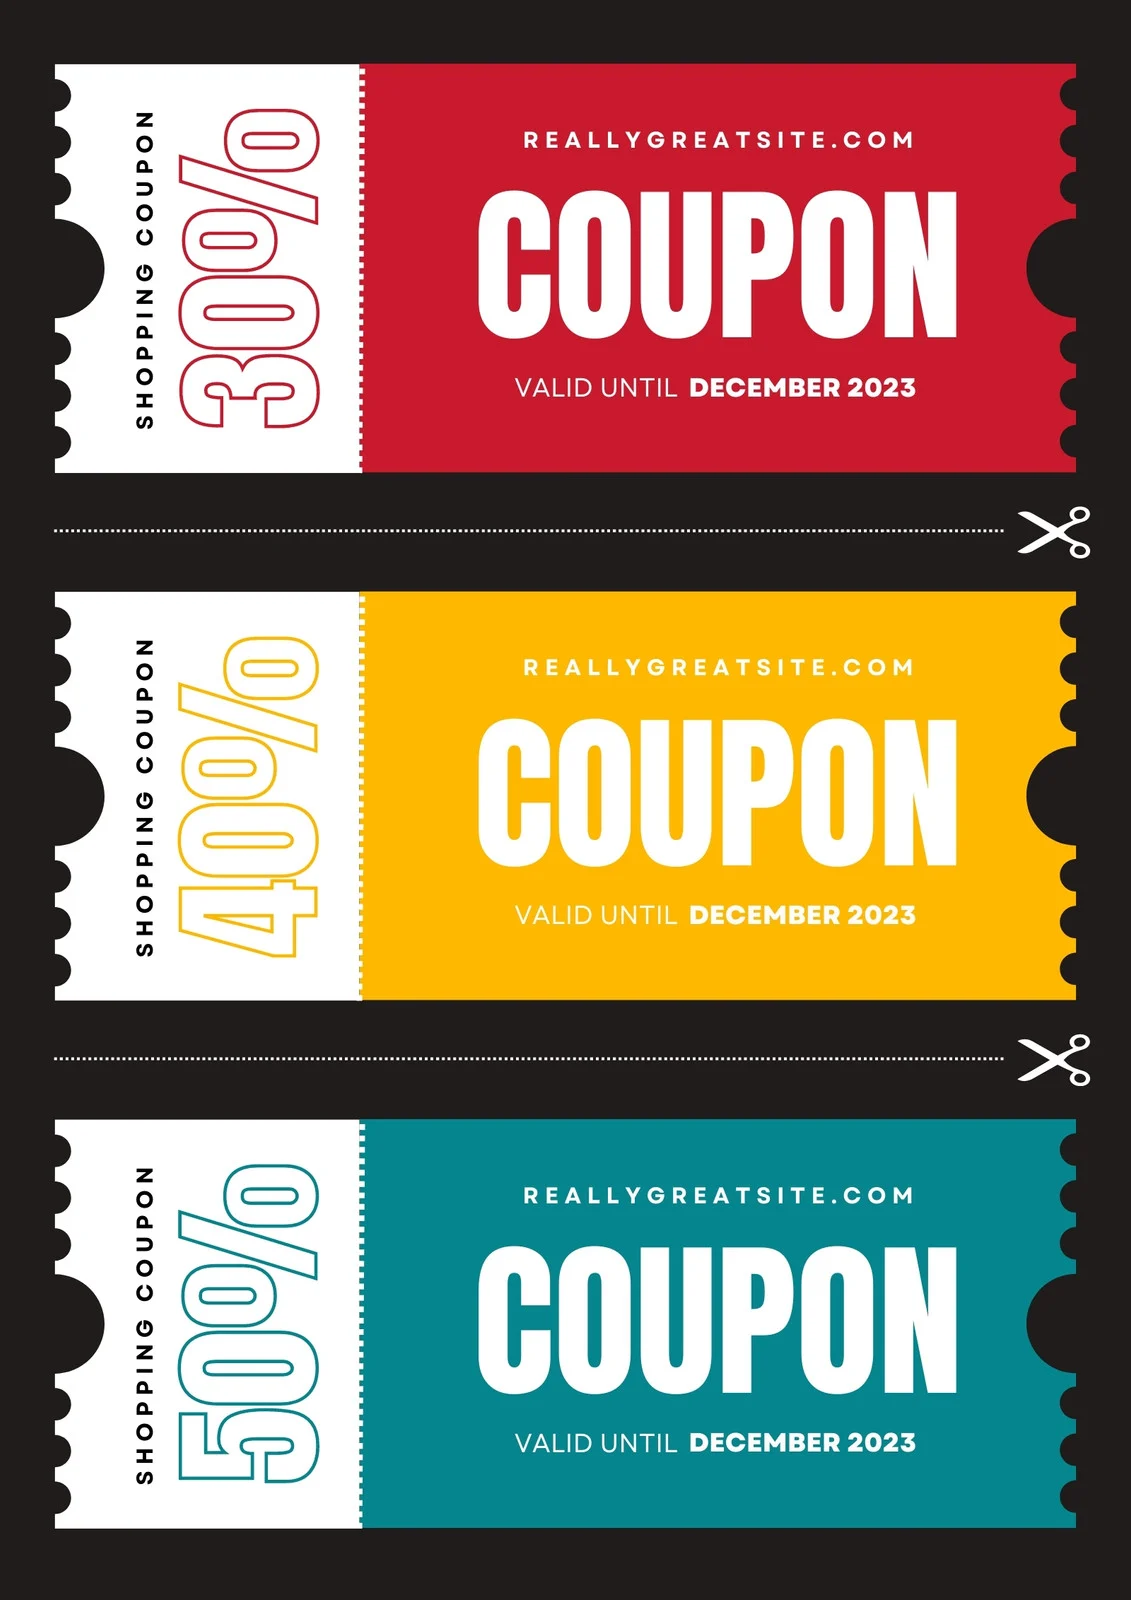 SHOPPING COUPON
30%
REALLYGREATSITE.COM
COUPON
VALID UNTIL DECEMBER 2023
SHOPPING COUPON
40%
REALLYGREATSITE.COM
COUPON
VALID UNTIL DECEMBER 2023
SHOPPING COUPON
50%
REALLYGREATSITE.COM
COUPON
VALID UNTIL DECEMBER 2023